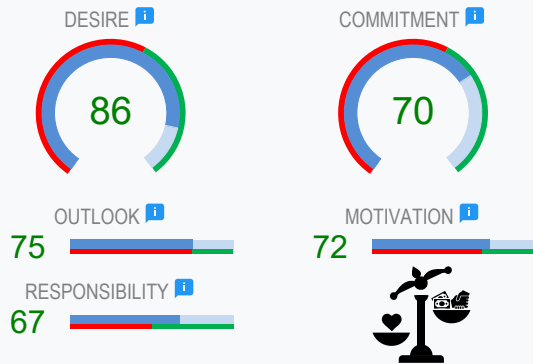 DESIRE
COMMITMENT
86
70
OUTLOOK
MOTIVATION
75
72
RESPONSIBILITY
67